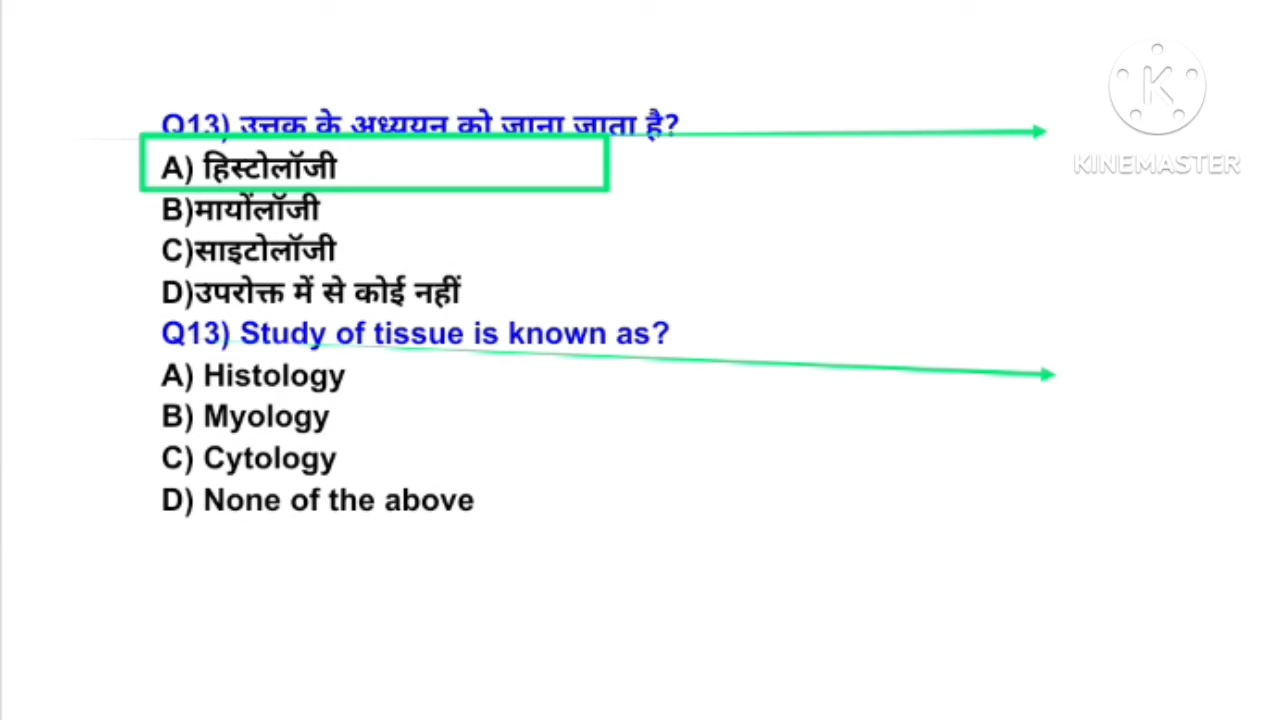 Q13) उत्तक के अध्ययन को जाना जाता है?
A) हिस्टोलॉजी
B)मायोंलॉजी
C)साइटोलॉजी
D)उपरोक्त में से कोई नहीं
Q13) Study of tissue is known as?
A) Histology
B) Myology
C) Cytology
D) None of the above
K
KINEMASTER